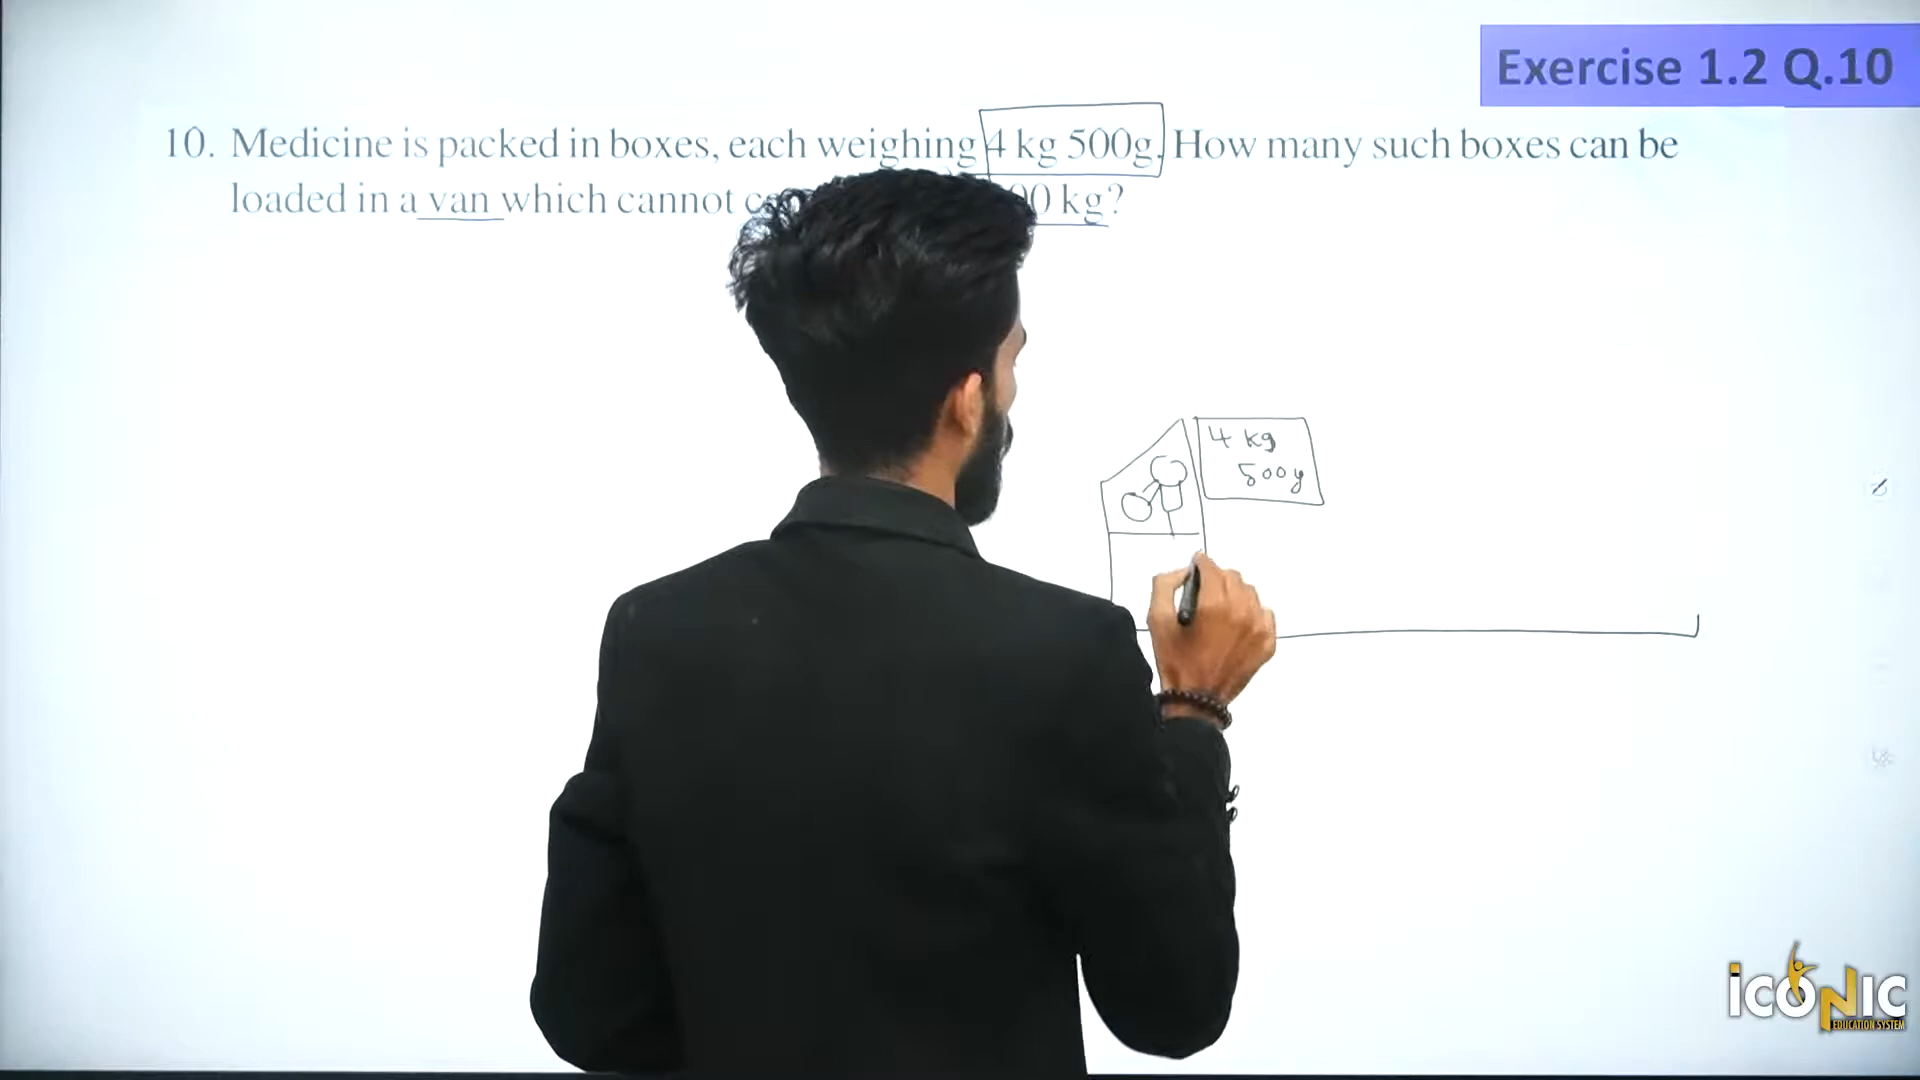 Exercise 1.2 Q.10
10. Medicine is packed in boxes, each weighing 4 kg 500g. How many such boxes can be
loaded in a van which cannot 0 kg?
4 kg
500g
ICONIC
EDUCATION SYSTEM